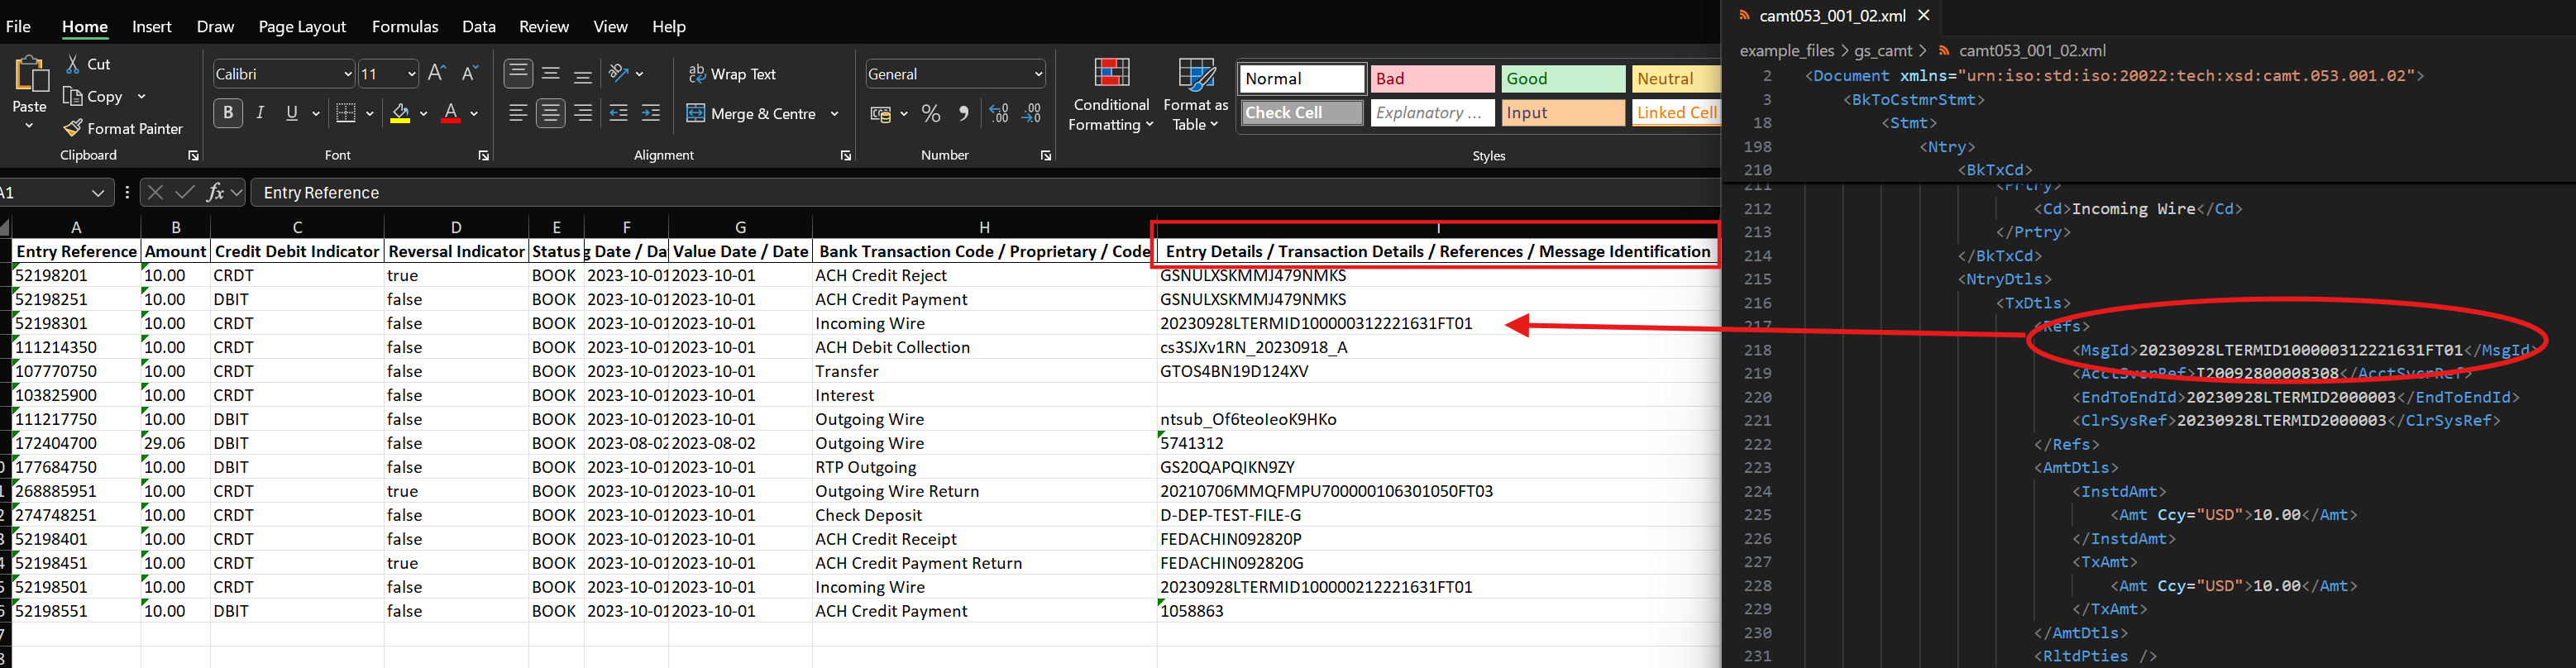 File Home Insert Draw Page Layout Formulas Data Review View Help
Paste
Cut
Copy
Format Painter
Clipboard
Calibri 11 A A
B I U A
Font
ab Wrap Text
Merge & Centre
Alignment
General
% 9 .00 .00
Number
Conditional Formatting
Format as Table
Normal Bad Good Neutral
Check Cell Explanatory ... Input Linked Cell
Styles
A1 fx Entry Reference
A B C D E F G H I
Entry Reference Amount Credit Debit Indicator Reversal Indicator Status g Date / Da Value Date / Date Bank Transaction Code / Proprietary / Code Entry Details / Transaction Details / References / Message Identification
52198201 10.00 CRDT true BOOK 2023-10-01 2023-10-01 ACH Credit Reject GSNULXSKMMJ479NMKS
52198251 10.00 DBIT false BOOK 2023-10-01 2023-10-01 ACH Credit Payment GSNULXSKMMJ479NMKS
52198301 10.00 CRDT false BOOK 2023-10-01 2023-10-01 Incoming Wire 20230928LTERMID100000312221631FT01
111214350 10.00 CRDT false BOOK 2023-10-01 2023-10-01 ACH Debit Collection cs3SJXv1RN_20230918_A
107770750 10.00 CRDT false BOOK 2023-10-01 2023-10-01 Transfer GTOS4BN19D124XV
103825900 10.00 CRDT false BOOK 2023-10-01 2023-10-01 Interest
111217750 10.00 DBIT false BOOK 2023-10-01 2023-10-01 Outgoing Wire ntsub_Of6teoIeoK9HKo
172404700 29.06 DBIT false BOOK 2023-08-02 2023-08-02 Outgoing Wire 5741312
177684750 10.00 DBIT false BOOK 2023-10-01 2023-10-01 RTP Outgoing GS20QAPQIKN9ZY
268885951 10.00 CRDT true BOOK 2023-10-01 2023-10-01 Outgoing Wire Return 20210706MMQFMPU700000106301050FT03
274748251 10.00 CRDT false BOOK 2023-10-01 2023-10-01 Check Deposit D-DEP-TEST-FILE-G
52198401 10.00 CRDT false BOOK 2023-10-01 2023-10-01 ACH Credit Receipt FEDACHIN092820P
52198451 10.00 CRDT true BOOK 2023-10-01 2023-10-01 ACH Credit Payment Return FEDACHIN092820G
52198501 10.00 CRDT false BOOK 2023-10-01 2023-10-01 Incoming Wire 20230928LTERMID100000212221631FT01
52198551 10.00 DBIT false BOOK 2023-10-01 2023-10-01 ACH Credit Payment 1058863
camt053_001_02.xml
example_files > gs_camt > camt053_001_02.xml
2 <Document xmlns="urn:iso:std:iso:20022:tech:xsd:camt.053.001.02">
3 <BkToCstmrStmt>
18 <Stmt>
198 <Ntry>
210 <BkTxCd>
211 <Prtry>
212 <Cd>Incoming Wire</Cd>
213 </Prtry>
214 </BkTxCd>
215 <NtryDtls>
216 <TxDtls>
217 <Refs>
218 <MsgId>20230928LTERMID100000312221631FT01</MsgId>
219 <AcctSvcrRef>I20092800008308</AcctSvcrRef>
220 <EndToEndId>20230928LTERMID2000003</EndToEndId>
221 <ClrSysRef>20230928LTERMID2000003</ClrSysRef>
222 </Refs>
223 <AmtDtls>
224 <InstdAmt>
225 <Amt Ccy="USD">10.00</Amt>
226 </InstdAmt>
227 <TxAmt>
228 <Amt Ccy="USD">10.00</Amt>
229 </TxAmt>
230 </AmtDtls>
231 <RltdPties />